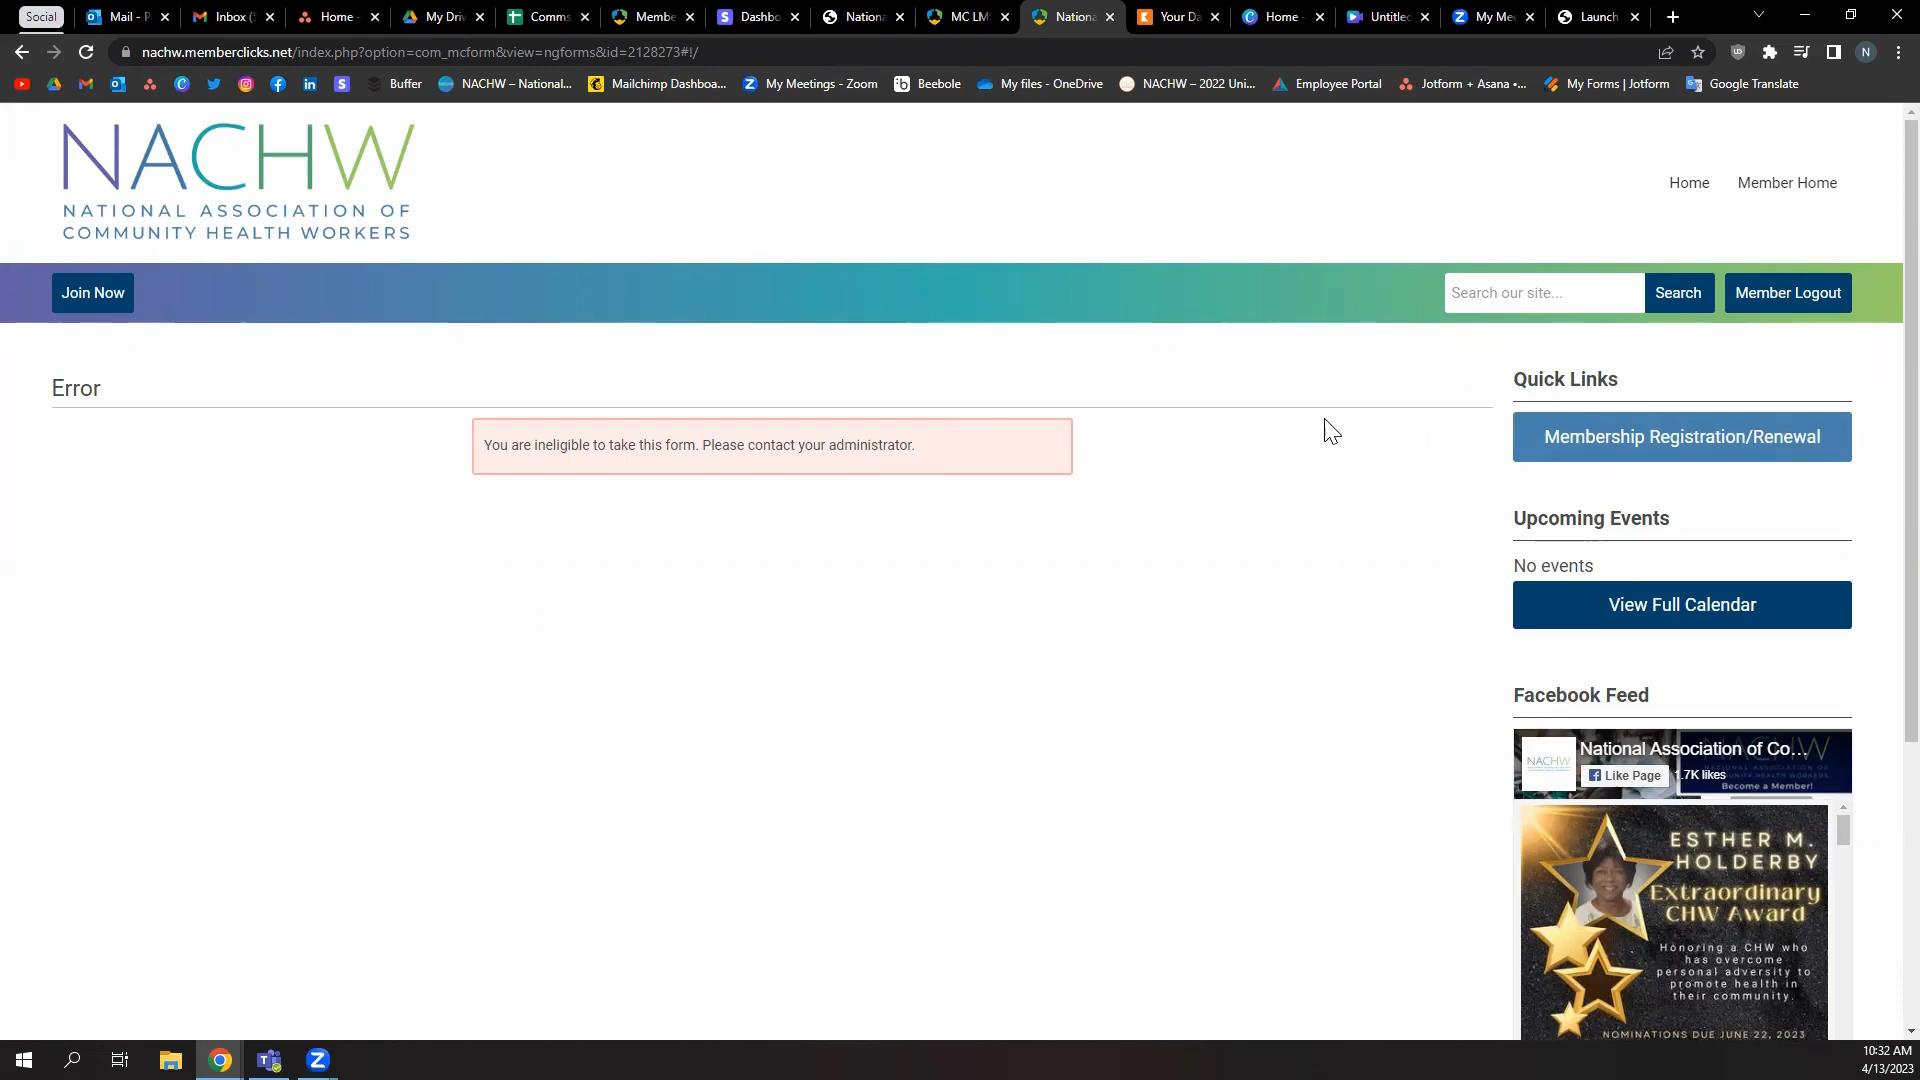 Social
Mail - P
Inbox (
Home -
My Driv
Comms
Membe
Dashbo
Nationa
MC LM
Nationa
Your Da
Home -
Untitled
My Mee
Launch
nachw.memberclicks.net/index.php?option=com_mcform&view=ngforms&id=2128273#!/
N
Buffer
NACHW – National...
Mailchimp Dashboa...
My Meetings - Zoom
Beebole
My files - OneDrive
NACHW – 2022 Uni...
Employee Portal
Jotform + Asana •...
My Forms | Jotform
Google Translate
NACHW
NATIONAL ASSOCIATION OF
COMMUNITY HEALTH WORKERS
Home
Member Home
Join Now
Search our site...
Search
Member Logout
Error
You are ineligible to take this form. Please contact your administrator.
Quick Links
Membership Registration/Renewal
Upcoming Events
No events
View Full Calendar
Facebook Feed
NACHW
National Association of Co...
Like Page
1.7K likes
Become a Member!
ESTHER M.
HOLDERBY
Extraordinary
CHW Award
Honoring a CHW who
has overcome
personal adversity to
promote health in
their community.
NOMINATIONS DUE JUNE 22, 2023
10:32 AM
4/13/2023